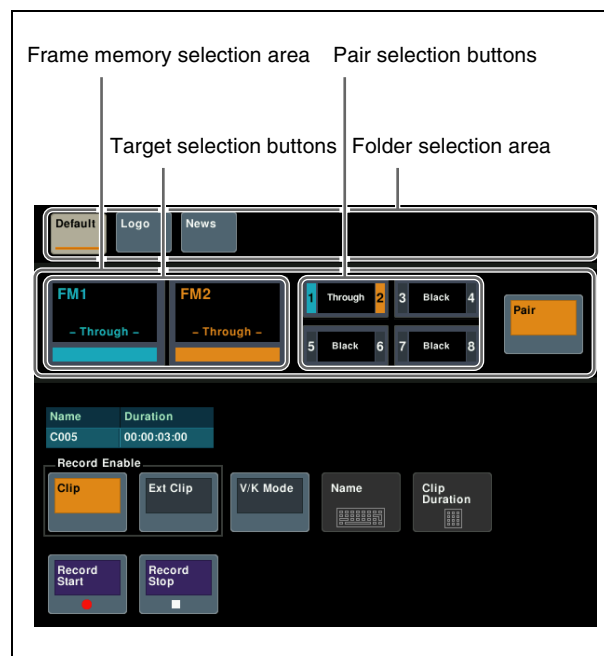 Frame memory selection area Pair selection buttons
Target selection buttons Folder selection area
Default Logo News
FM1 FM2
– Through – – Through –
1 Through 2 3 Black 4
5 Black 6 7 Black 8
Pair
Name Duration
C005 00:00:03:00
Record Enable
Clip Ext Clip V/K Mode Name Clip Duration
Record Start Record Stop